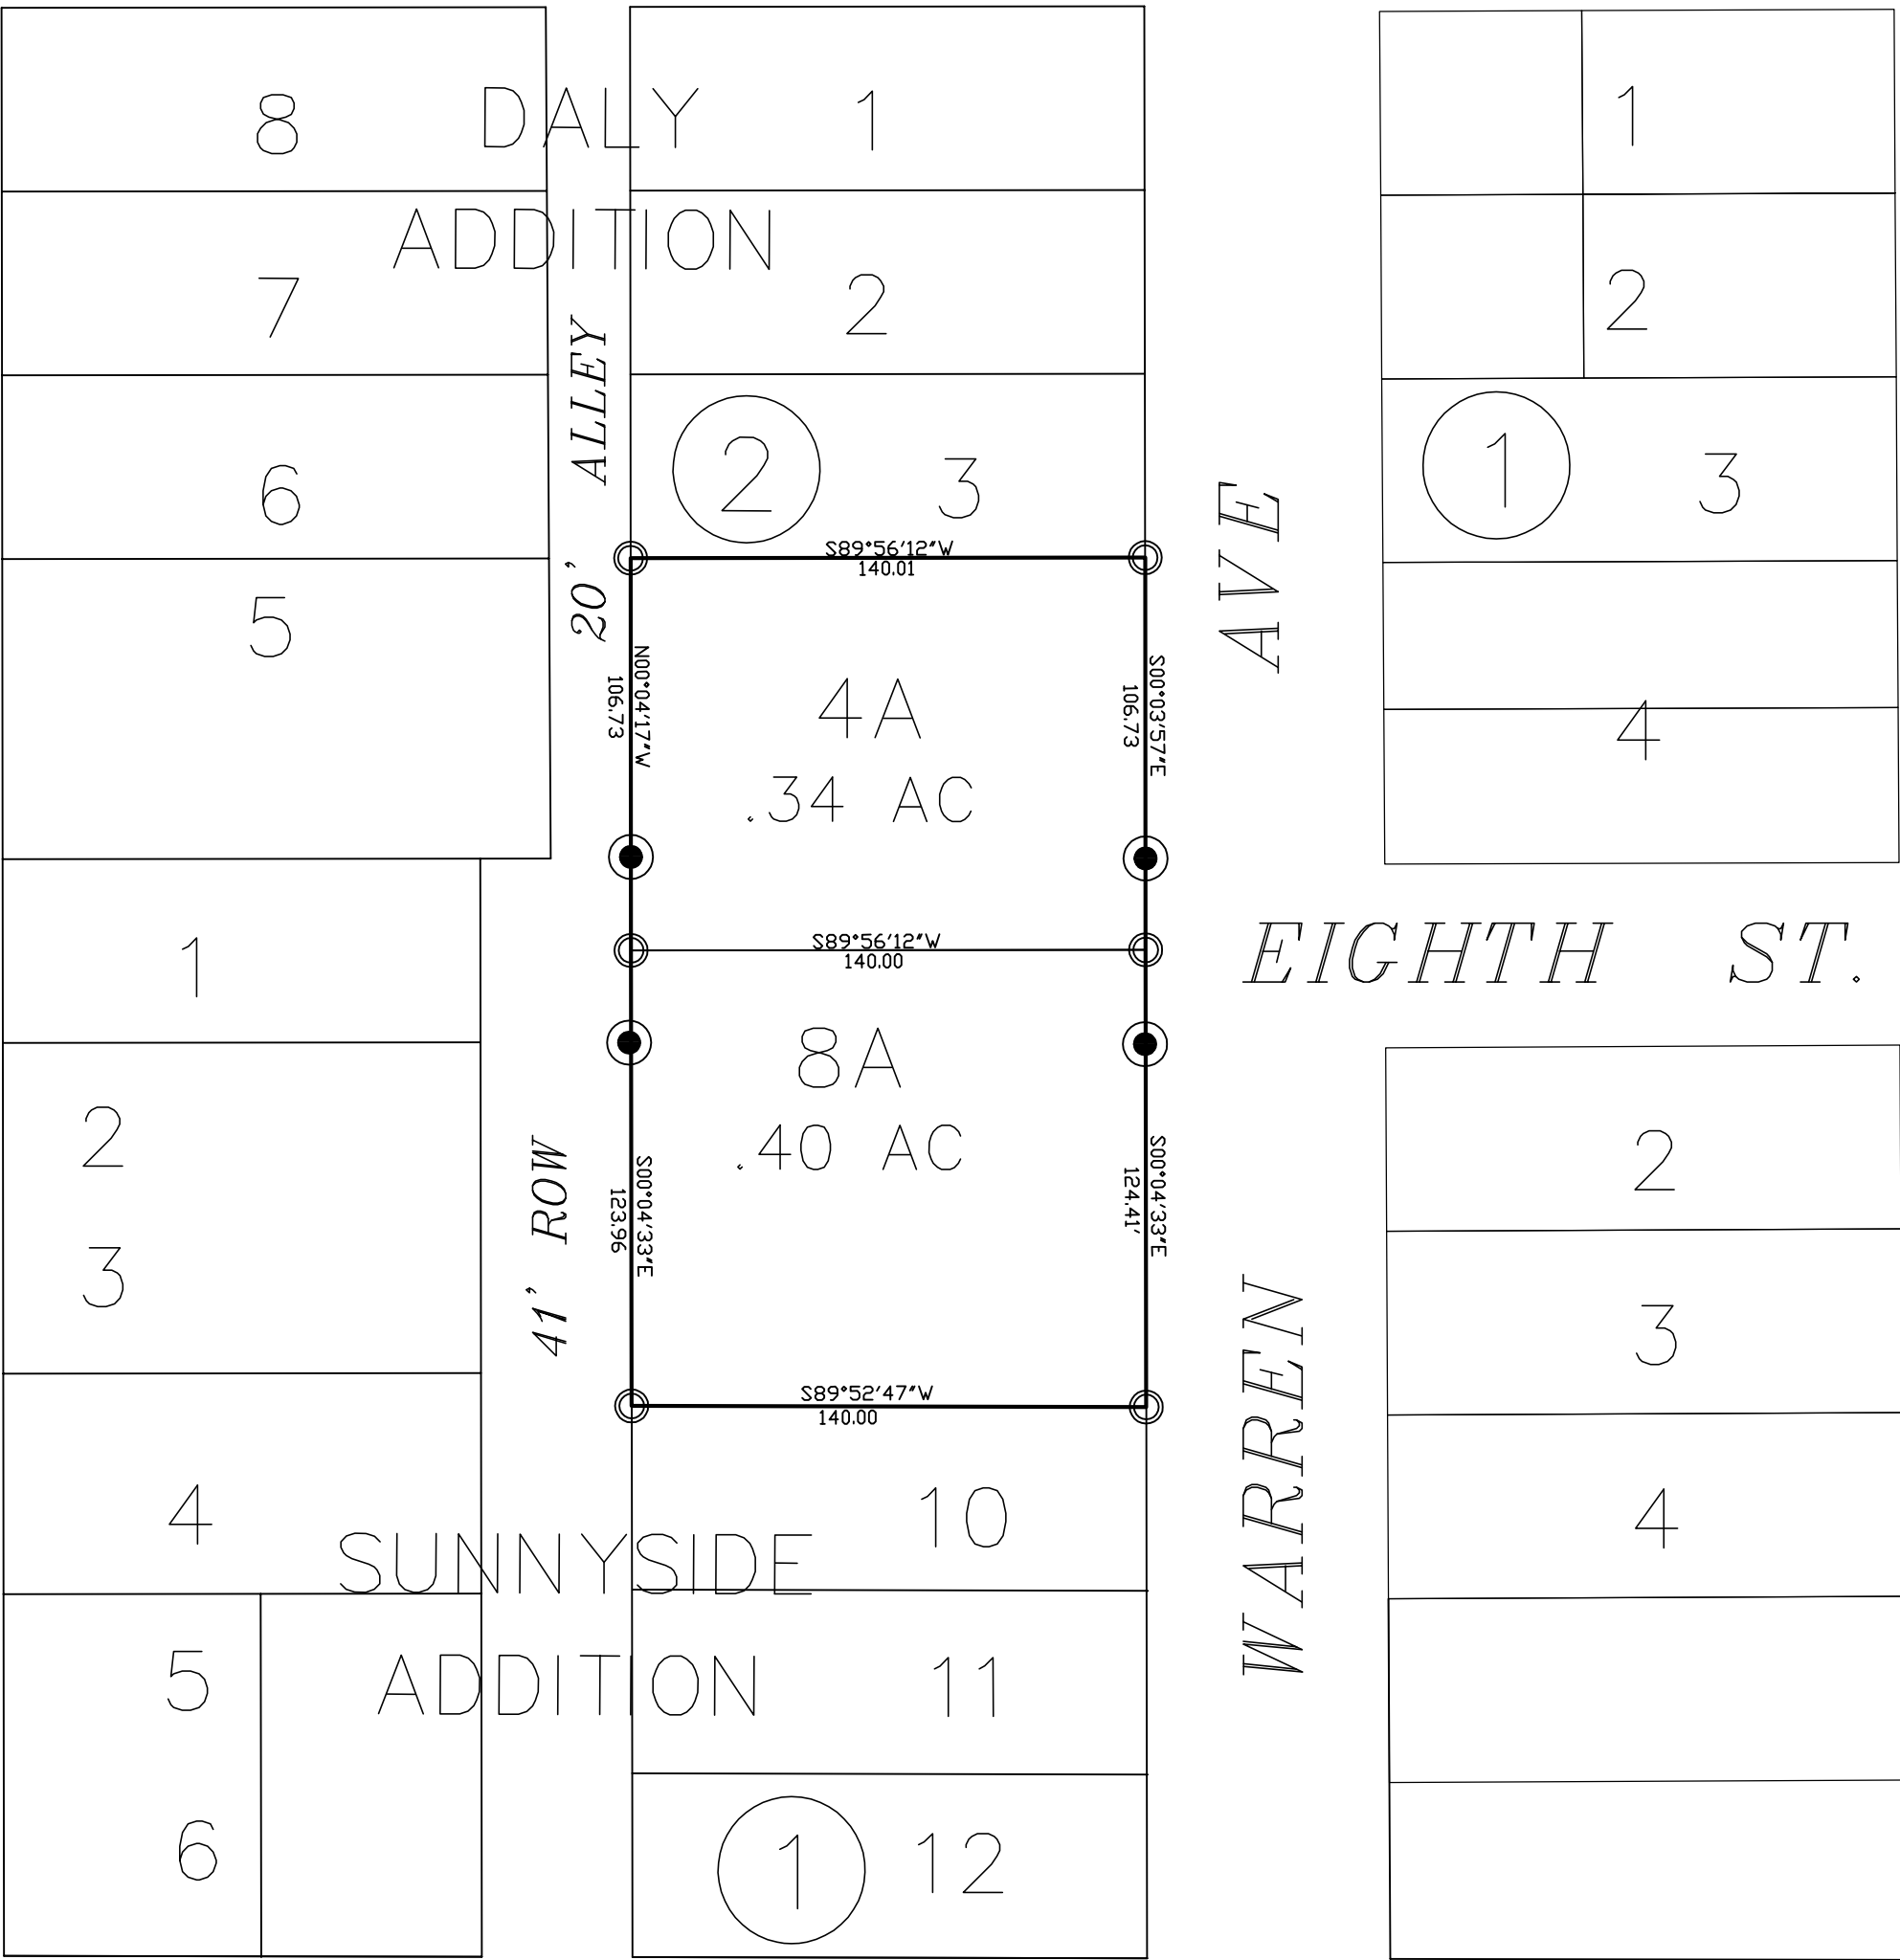 8
DALY
1
1
ADDITION
7
2
2
20' ALLEY
6
2
3
1
3
AVE
S89°56'12"W
140.01
5
N00°04'17"W
106.73
S00°03'57"E
106.73
4A
.34 AC
4
1
S89°56'12"W
140.00
EIGHTH ST.
8A
.40 AC
2
3
41' ROW
S00°04'33"E
123.96
S00°04'33"E
124.41'
2
3
WARREN
S89°52'47"W
140.00
4
10
4
SUNNYSIDE
ADDITION
5
11
6
1
12